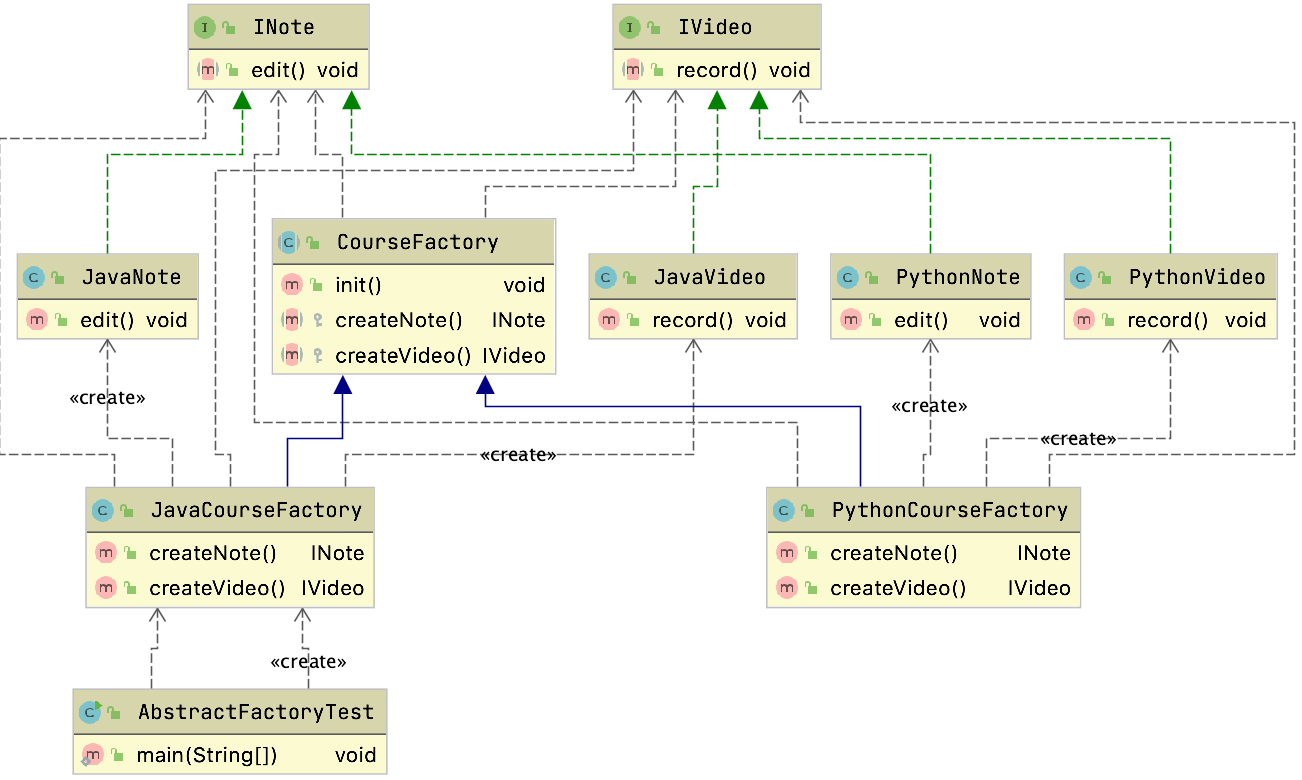 INote
edit() void
IVideo
record() void
CourseFactory
init() void
createNote() INote
createVideo() IVideo
JavaNote
edit() void
JavaVideo
record() void
PythonNote
edit() void
PythonVideo
record() void
«create»
«create»
«create»
«create»
JavaCourseFactory
createNote() INote
createVideo() IVideo
PythonCourseFactory
createNote() INote
createVideo() IVideo
«create»
AbstractFactoryTest
main(String[]) void